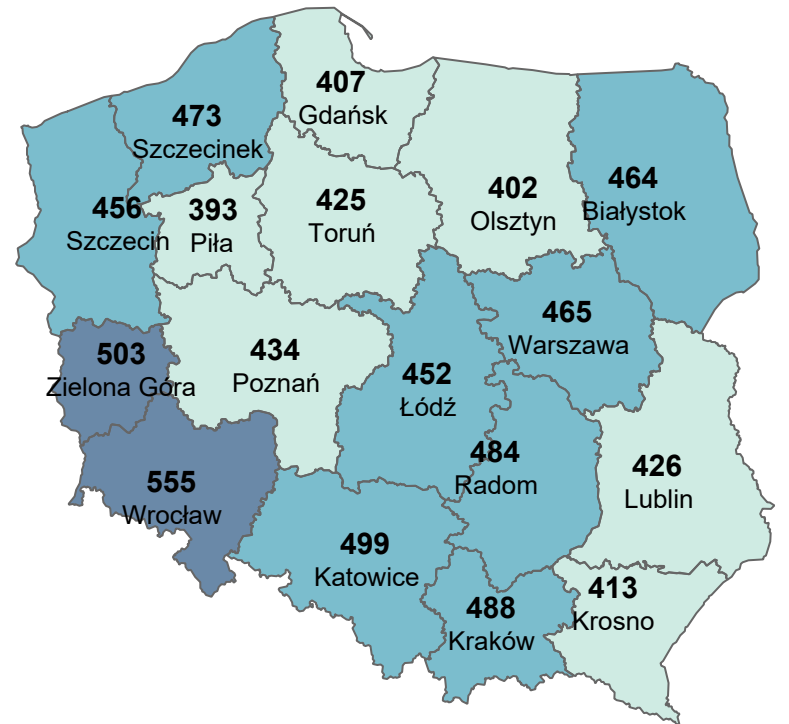 407
Gdańsk
473
Szczecinek
402
Olsztyn
464
Białystok
425
Toruń
393
Piła
456
Szczecin
465
Warszawa
503
Zielona Góra
434
Poznań
452
Łódź
484
Radom
426
Lublin
555
Wrocław
499
Katowice
488
Kraków
413
Krosno